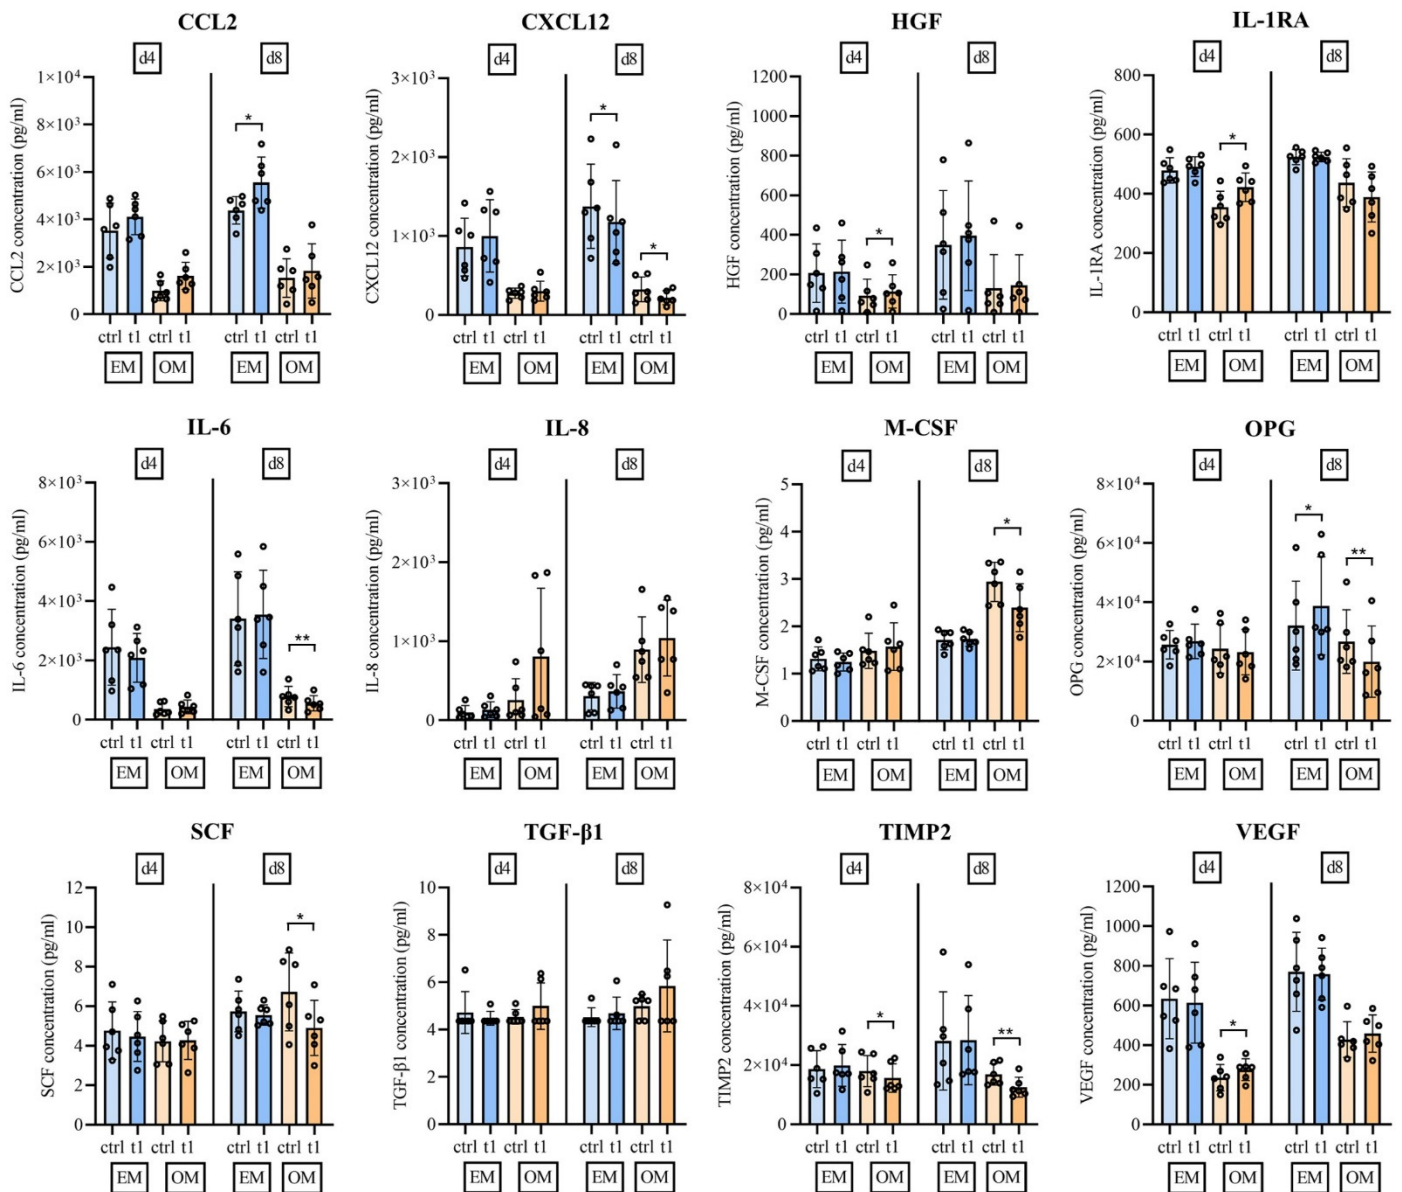 CCL2 CXCL12 HGF IL-1RA
d4 d8 d4 d8 d4 d8 d4 d8
CCL2 concentration (pg/ml)
1×10⁴
8×10³
6×10³
4×10³
2×10³
0
ctrl t1 ctrl t1 ctrl t1 ctrl t1
EM OM EM OM
*
CXCL12 concentration (pg/ml)
3×10³
2×10³
1×10³
0
ctrl t1 ctrl t1 ctrl t1 ctrl t1
EM OM EM OM
* *
HGF concentration (pg/ml)
1200
1000
800
600
400
200
0
ctrl t1 ctrl t1 ctrl t1 ctrl t1
EM OM EM OM
*
IL-1RA concentration (pg/ml)
800
600
400
200
0
ctrl t1 ctrl t1 ctrl t1 ctrl t1
EM OM EM OM
*
IL-6 IL-8 M-CSF OPG
d4 d8 d4 d8 d4 d8 d4 d8
IL-6 concentration (pg/ml)
8×10³
6×10³
4×10³
2×10³
0
ctrl t1 ctrl t1 ctrl t1 ctrl t1
EM OM EM OM
**
IL-8 concentration (pg/ml)
3×10³
2×10³
1×10³
0
ctrl t1 ctrl t1 ctrl t1 ctrl t1
EM OM EM OM
M-CSF concentration (pg/ml)
5
4
3
2
1
0
ctrl t1 ctrl t1 ctrl t1 ctrl t1
EM OM EM OM
*
OPG concentration (pg/ml)
8×10⁴
6×10⁴
4×10⁴
2×10⁴
0
ctrl t1 ctrl t1 ctrl t1 ctrl t1
EM OM EM OM
* **
SCF TGF-β1 TIMP2 VEGF
d4 d8 d4 d8 d4 d8 d4 d8
SCF concentration (pg/ml)
12
10
8
6
4
2
0
ctrl t1 ctrl t1 ctrl t1 ctrl t1
EM OM EM OM
*
TGF-β1 concentration (pg/ml)
10
8
6
4
2
0
ctrl t1 ctrl t1 ctrl t1 ctrl t1
EM OM EM OM
TIMP2 concentration (pg/ml)
8×10⁴
6×10⁴
4×10⁴
2×10⁴
0
ctrl t1 ctrl t1 ctrl t1 ctrl t1
EM OM EM OM
* **
VEGF concentration (pg/ml)
1200
1000
800
600
400
200
0
ctrl t1 ctrl t1 ctrl t1 ctrl t1
EM OM EM OM
*